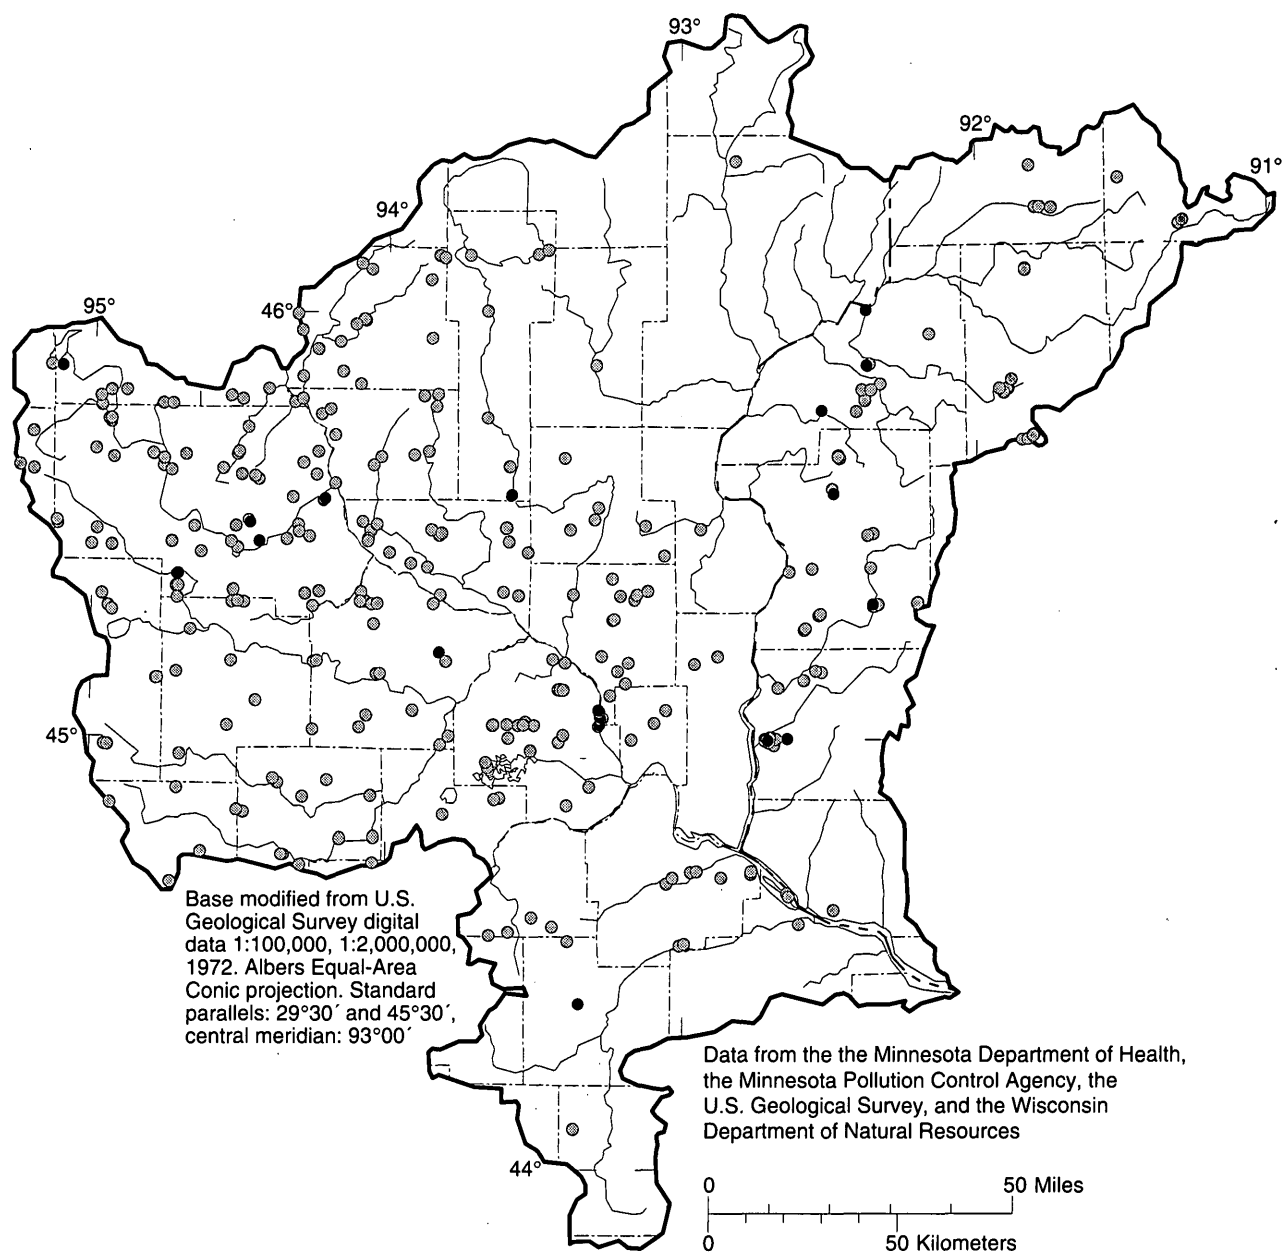 93°
92°
91°
94°
95°
46°
45°
Base modified from U.S.
Geological Survey digital
data 1:100,000, 1:2,000,000,
1972. Albers Equal-Area
Conic projection. Standard
parallels: 29°30´ and 45°30´,
central meridian: 93°00´
Data from the the Minnesota Department of Health,
the Minnesota Pollution Control Agency, the
U.S. Geological Survey, and the Wisconsin
Department of Natural Resources
44°
0 50 Miles
0 50 Kilometers